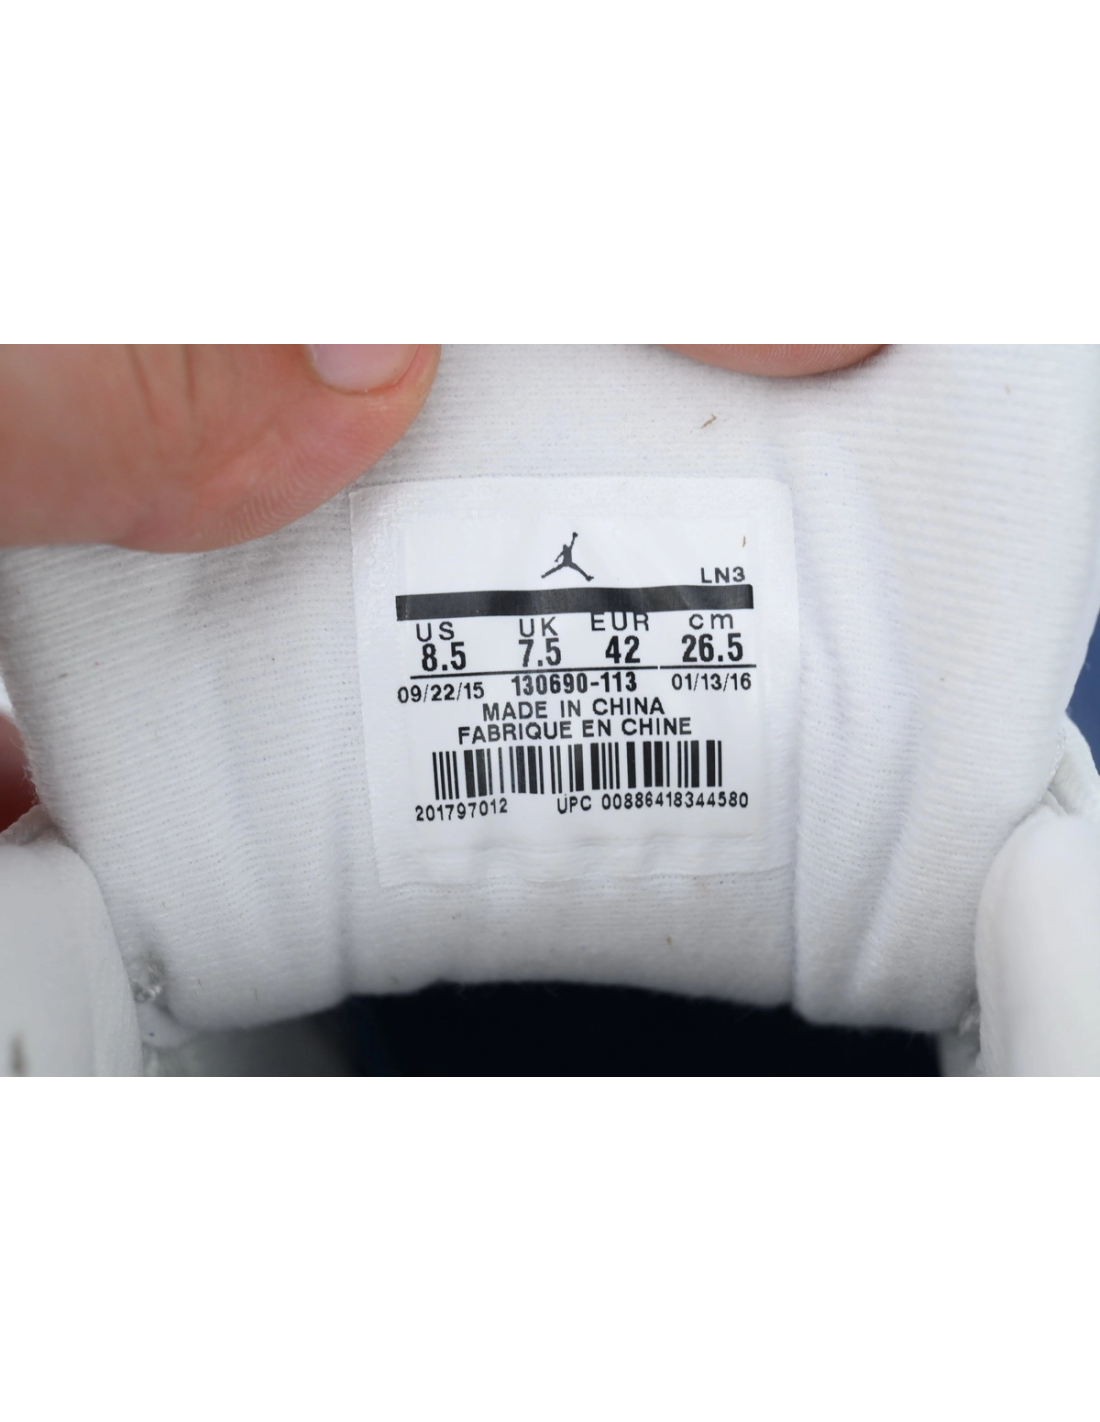 LN3
US UK EUR cm
8.5 7.5 42 26.5
09/22/15 130690-113 01/13/16
MADE IN CHINA
FABRIQUE EN CHINE
201797012 UPC 00886418344580